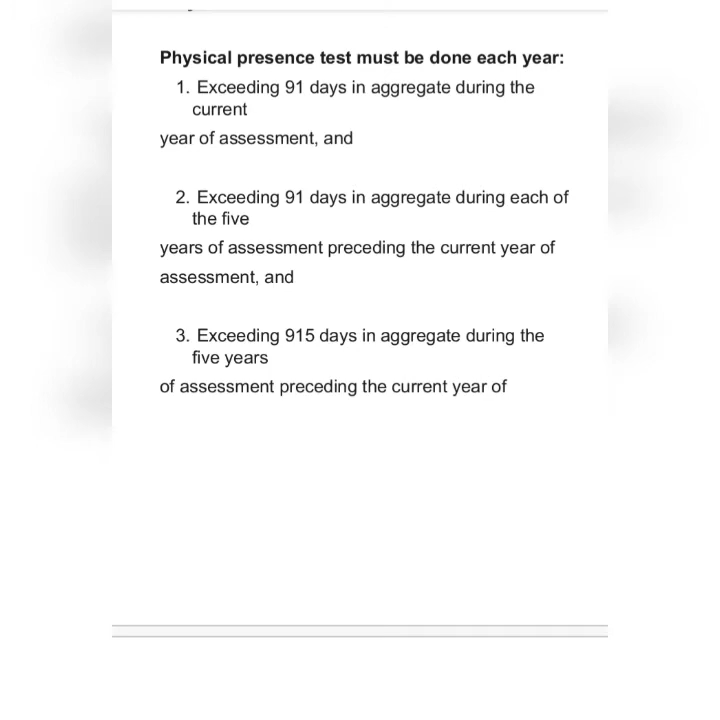 Physical presence test must be done each year:
1. Exceeding 91 days in aggregate during the
current
year of assessment, and
2. Exceeding 91 days in aggregate during each of
the five
years of assessment preceding the current year of
assessment, and
3. Exceeding 915 days in aggregate during the
five years
of assessment preceding the current year of